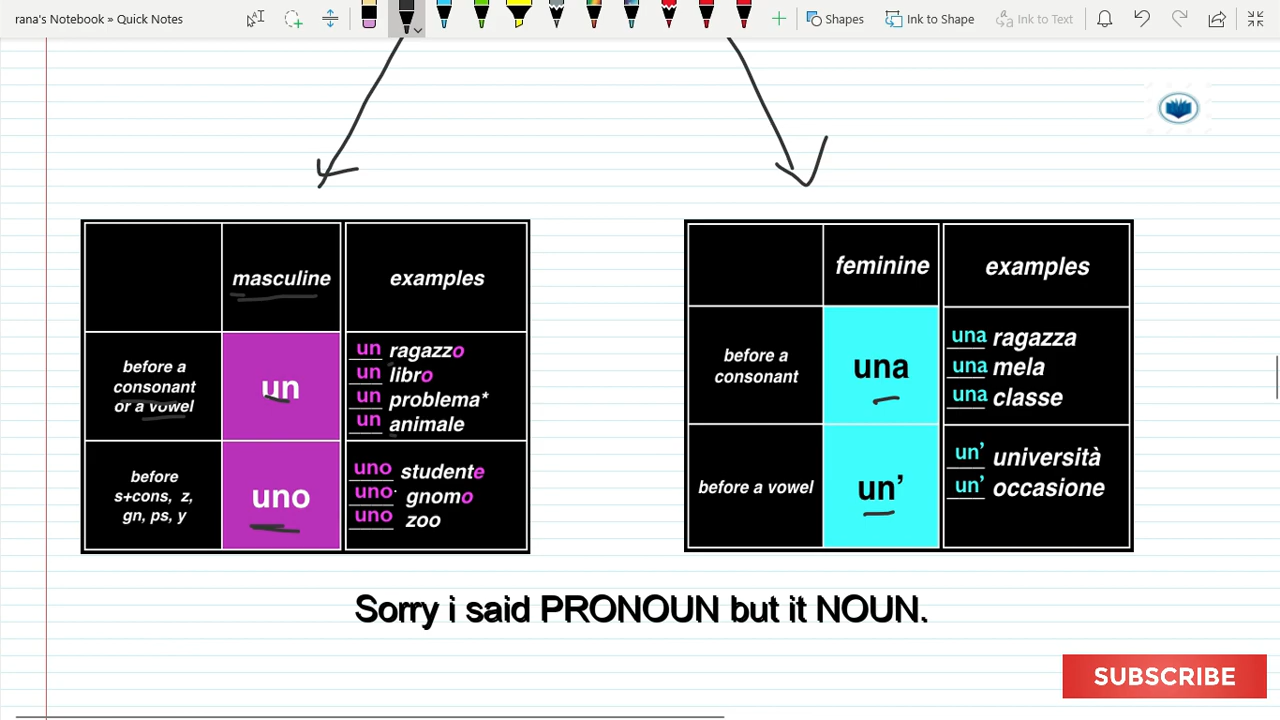 rana's Notebook » Quick Notes
Shapes
Ink to Shape
Ink to Text
masculine
examples
before a
consonant
or a vowel
un
un ragazzo
un libro
un problema*
un animale
before
s+cons, z,
gn, ps, y
uno
uno studente
uno gnomo
uno zoo
feminine
examples
before a
consonant
una
una ragazza
una mela
una classe
before a vowel
un’
un’ università
un’ occasione
Sorry i said PRONOUN but it NOUN.
SUBSCRIBE